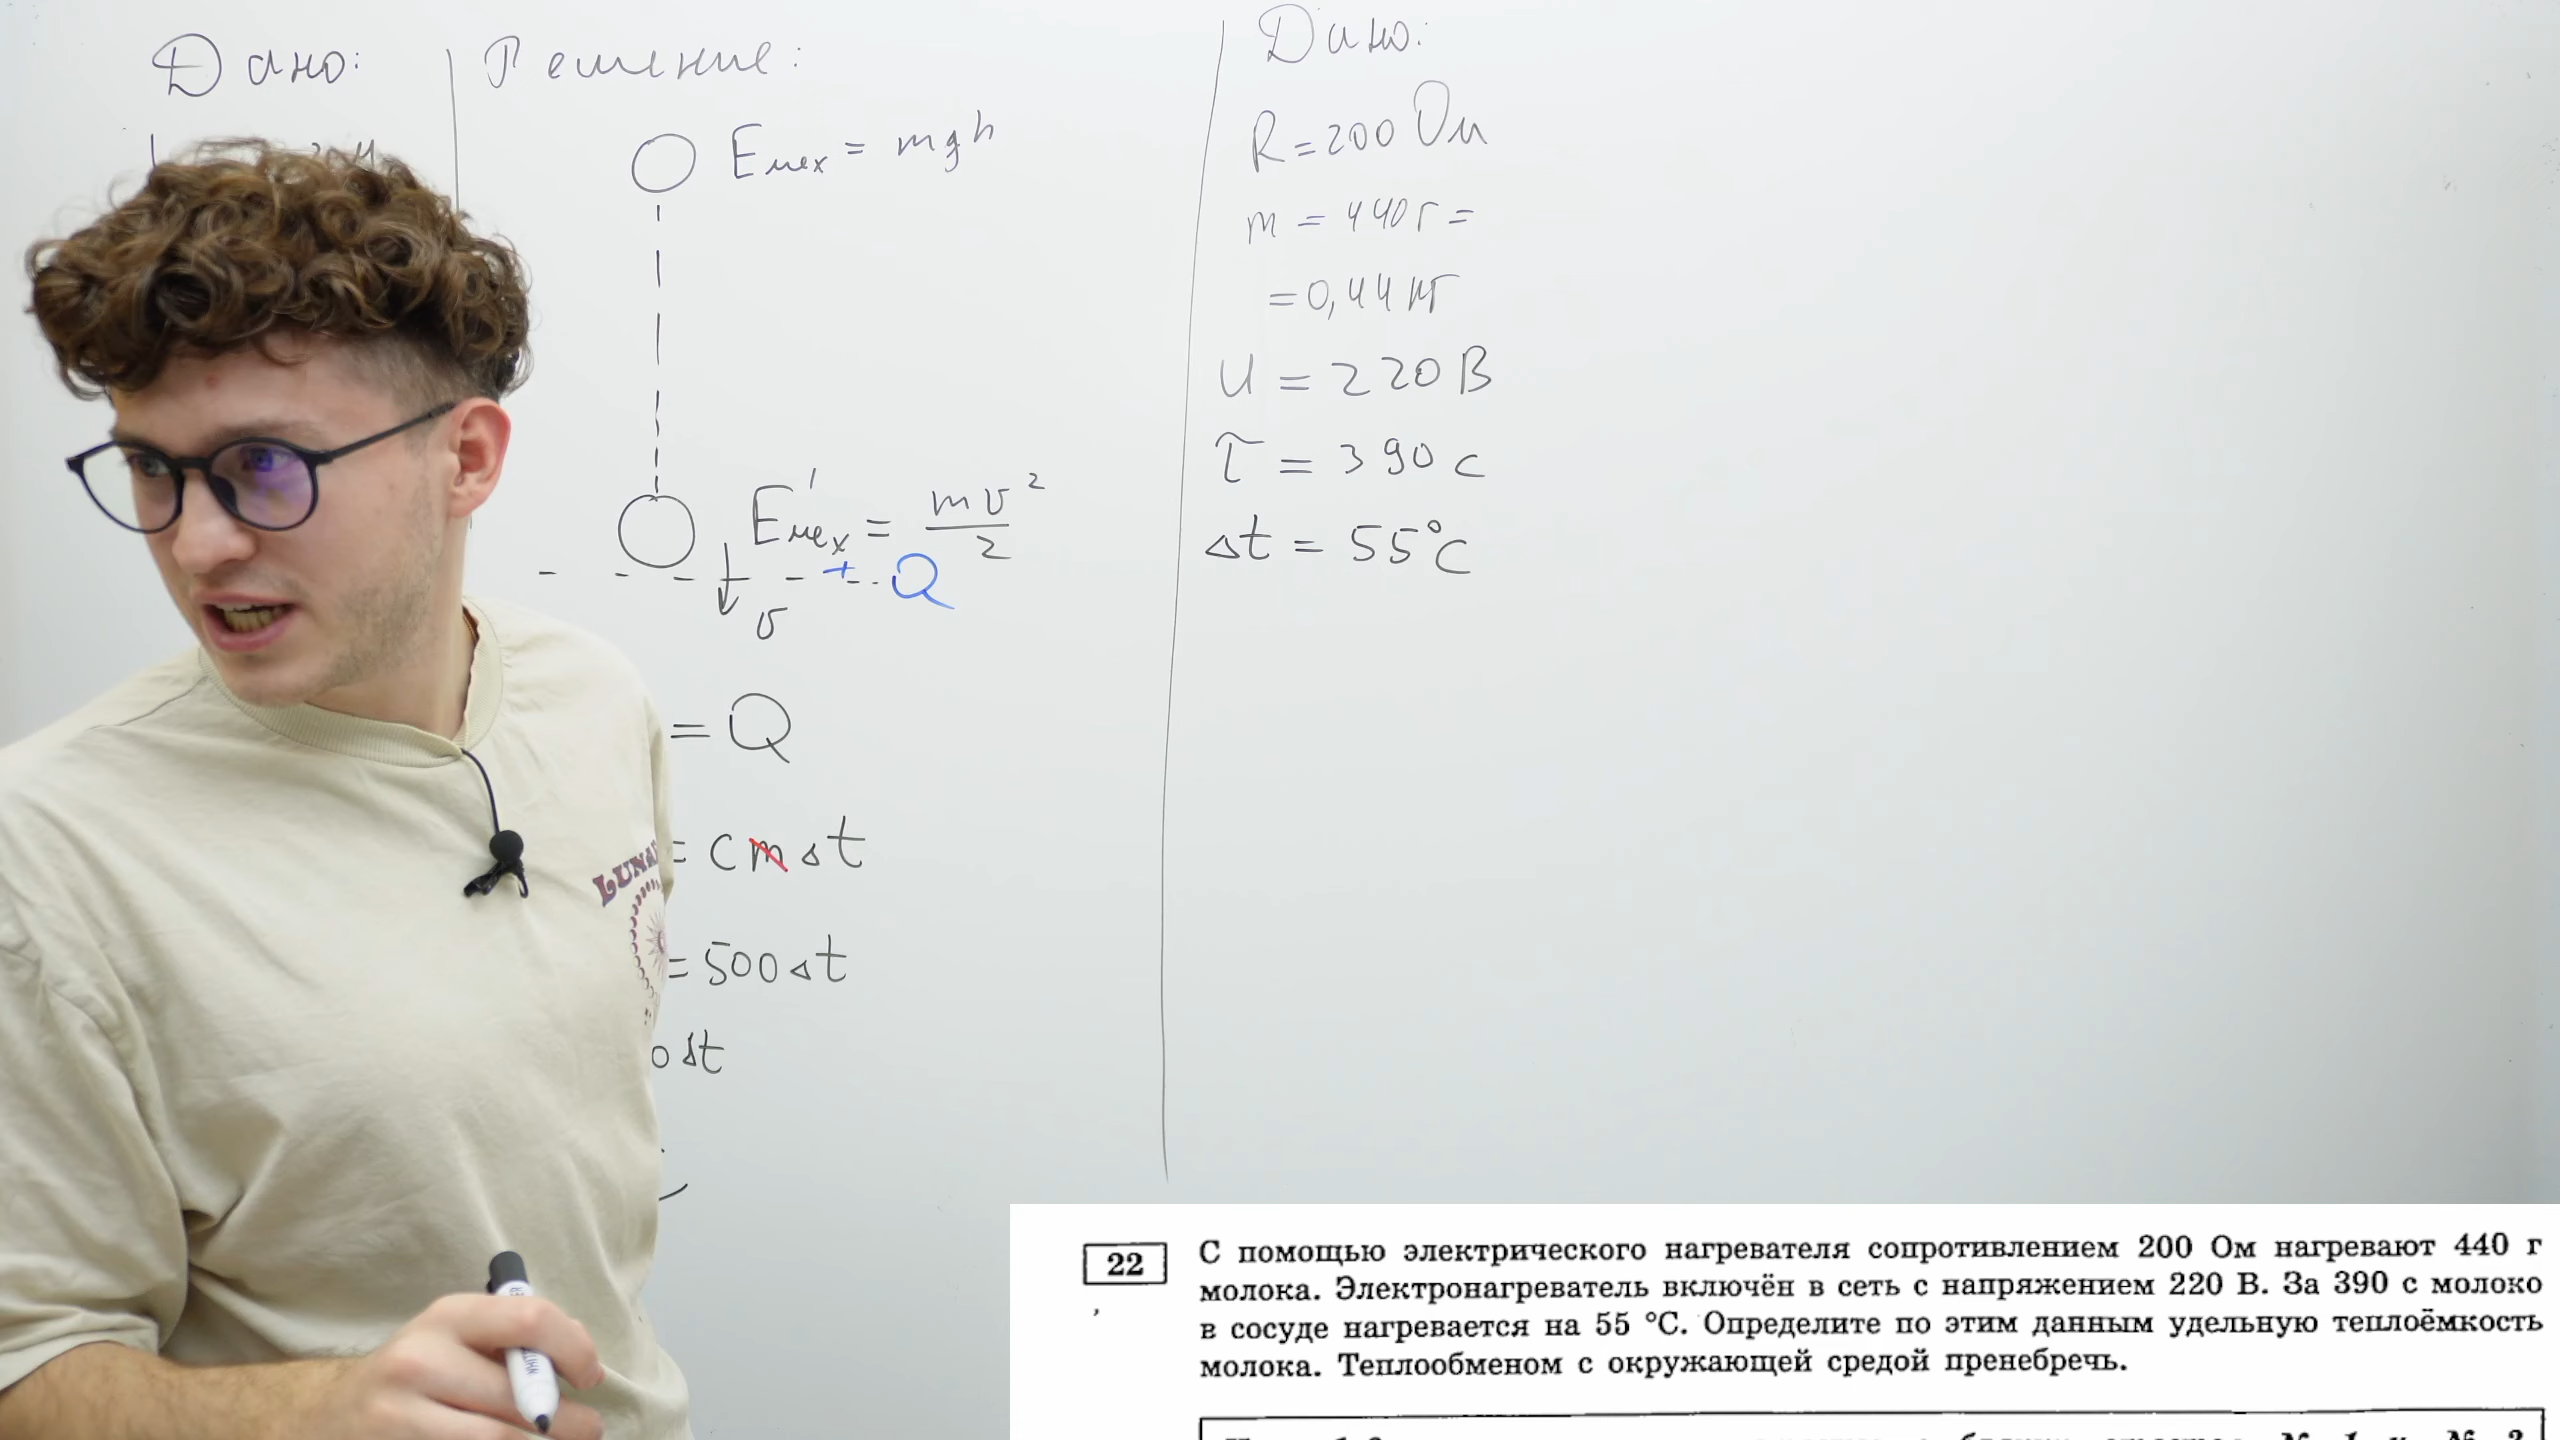 Дано:
Решение:
Eмех = mgh
E'мех = mv²/2
+ Q
v
= Q
= cmΔt
= 500Δt
0Δt
Дано:
R = 200 Ом
m = 440 г =
= 0,44 кг
U = 220 В
τ = 390 с
Δt = 55°C
LUNA
22
С помощью электрического нагревателя сопротивлением 200 Ом нагревают 440 г
молока. Электронагреватель включён в сеть с напряжением 220 В. За 390 с молоко
в сосуде нагревается на 55 °С. Определите по этим данным удельную теплоёмкость
молока. Теплообменом с окружающей средой пренебречь.